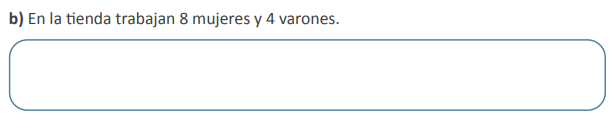 b) En la tienda trabajan 8 mujeres y 4 varones.